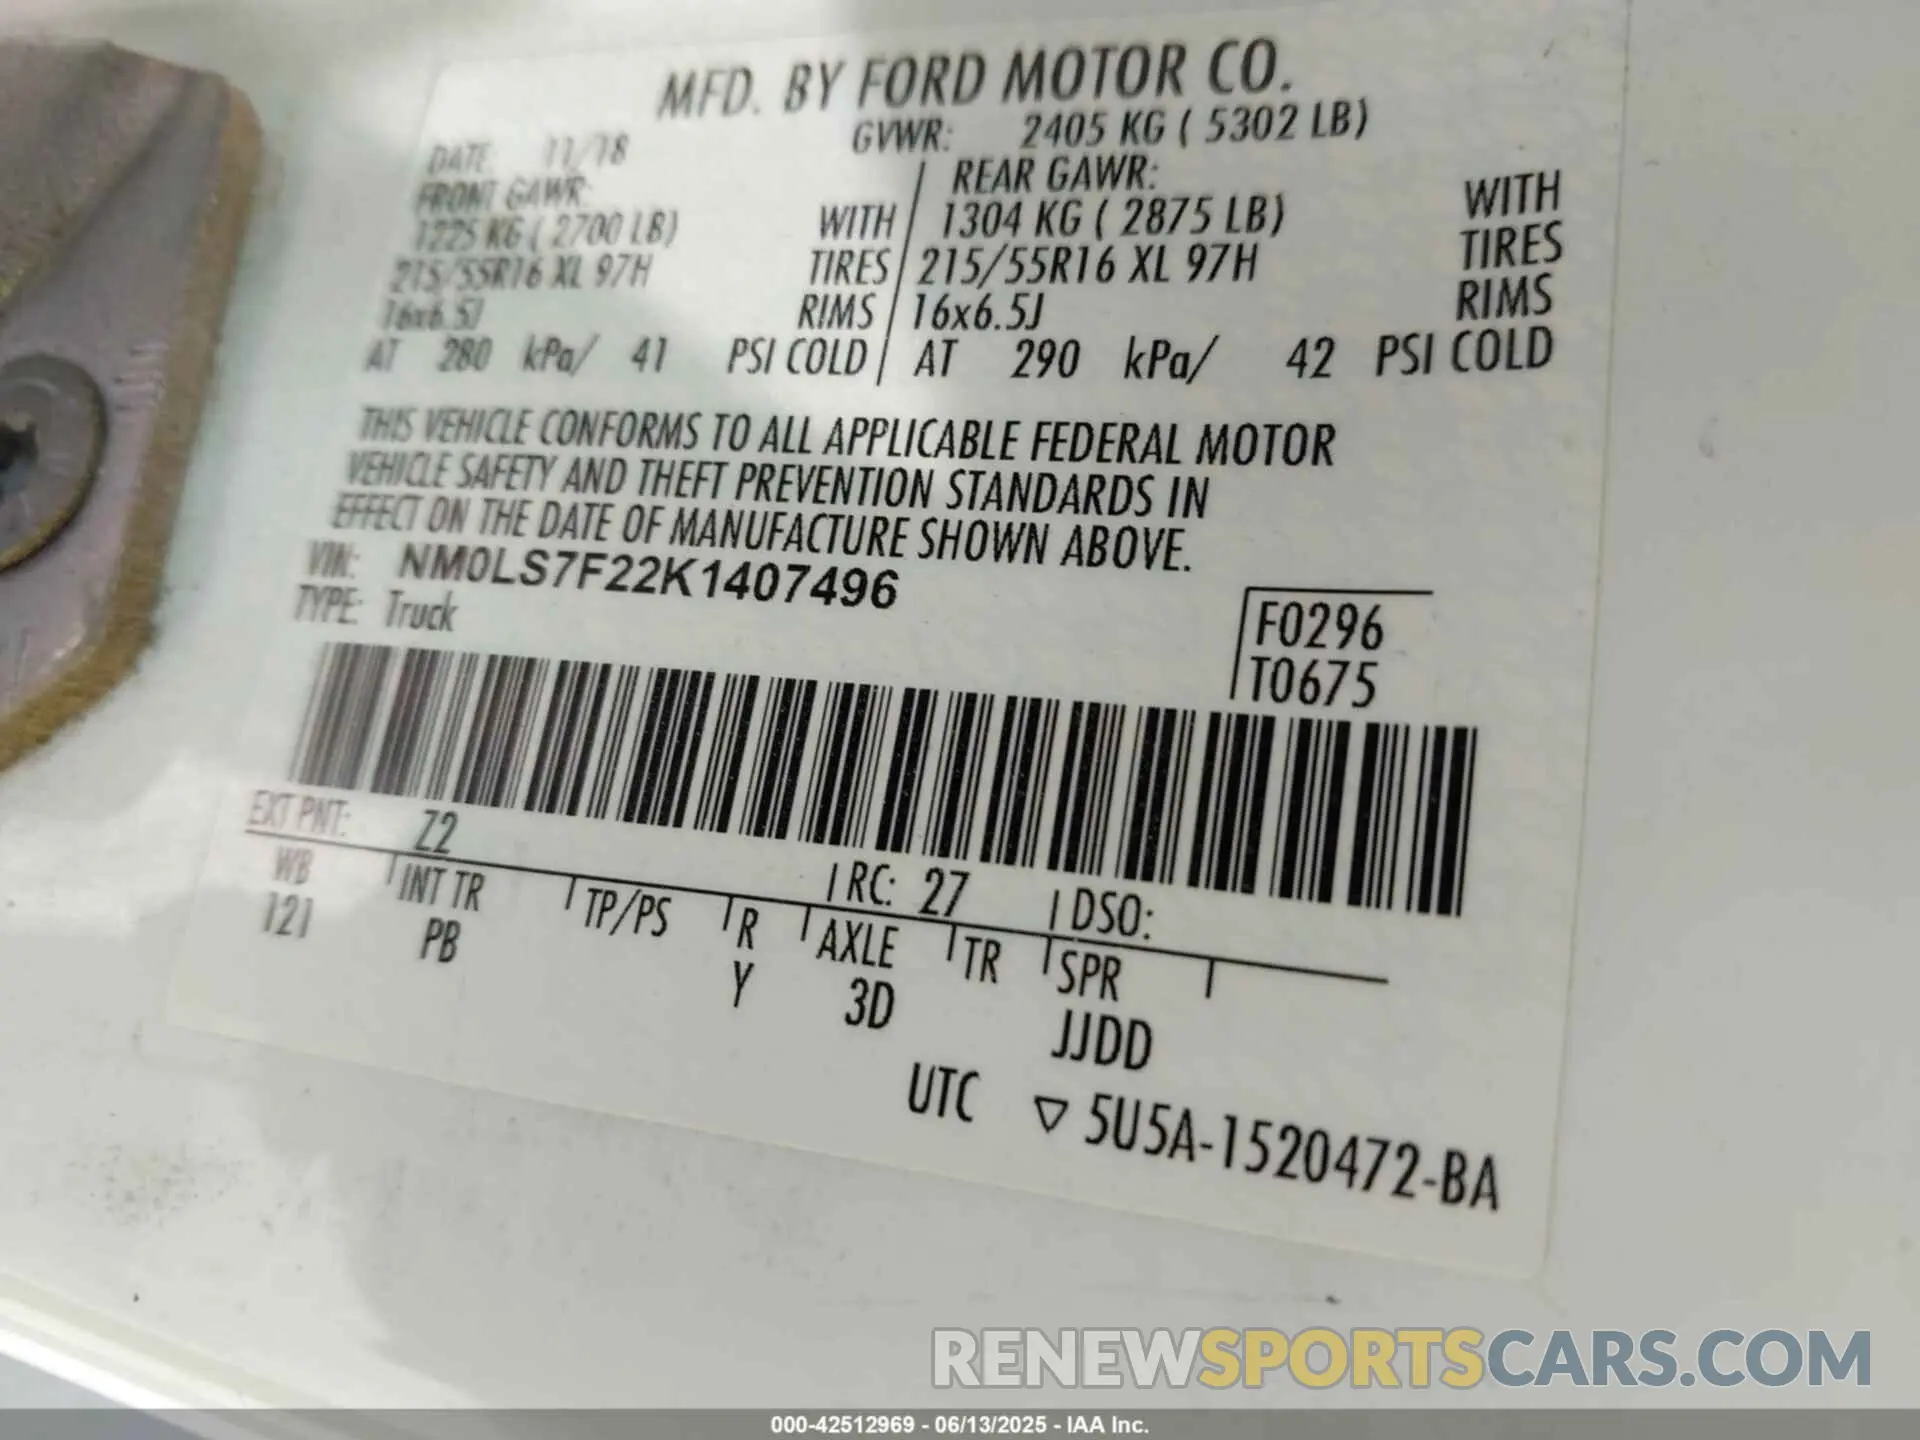 MFD. BY FORD MOTOR CO.
DATE: 11/18 GVWR: 2405 KG ( 5302 LB)
FRONT GAWR: REAR GAWR:
1225 KG ( 2700 LB) WITH 1304 KG ( 2875 LB) WITH
215/55R16 XL 97H TIRES 215/55R16 XL 97H TIRES
16x6.5J RIMS 16x6.5J RIMS
AT 280 kPa/ 41 PSI COLD AT 290 kPa/ 42 PSI COLD
THIS VEHICLE CONFORMS TO ALL APPLICABLE FEDERAL MOTOR
VEHICLE SAFETY AND THEFT PREVENTION STANDARDS IN
EFFECT ON THE DATE OF MANUFACTURE SHOWN ABOVE.
VIN: NM0LS7F22K1407496
TYPE: Truck
F0296
T0675
EXT PNT: Z2 RC: 27 DSO:
WB INT TR TP/PS R AXLE TR SPR
121 PB Y 3D JJDD
UTC ▽ 5U5A-1520472-BA
RENEWSPORTSCARS.COM
000-42512969 - 06/13/2025 - IAA Inc.